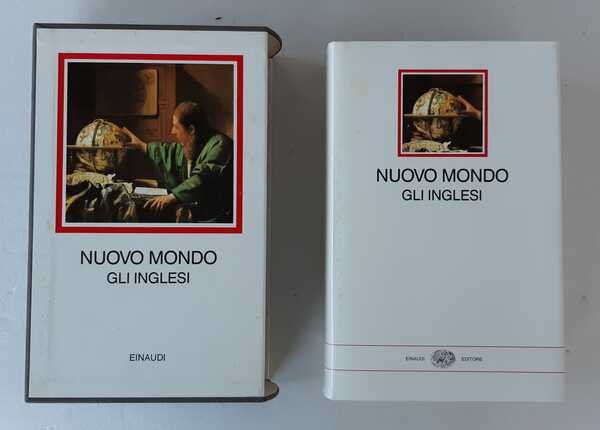 NUOVO MONDO
GLI INGLESI
EINAUDI
NUOVO MONDO
GLI INGLESI
EINAUDI EDITORE